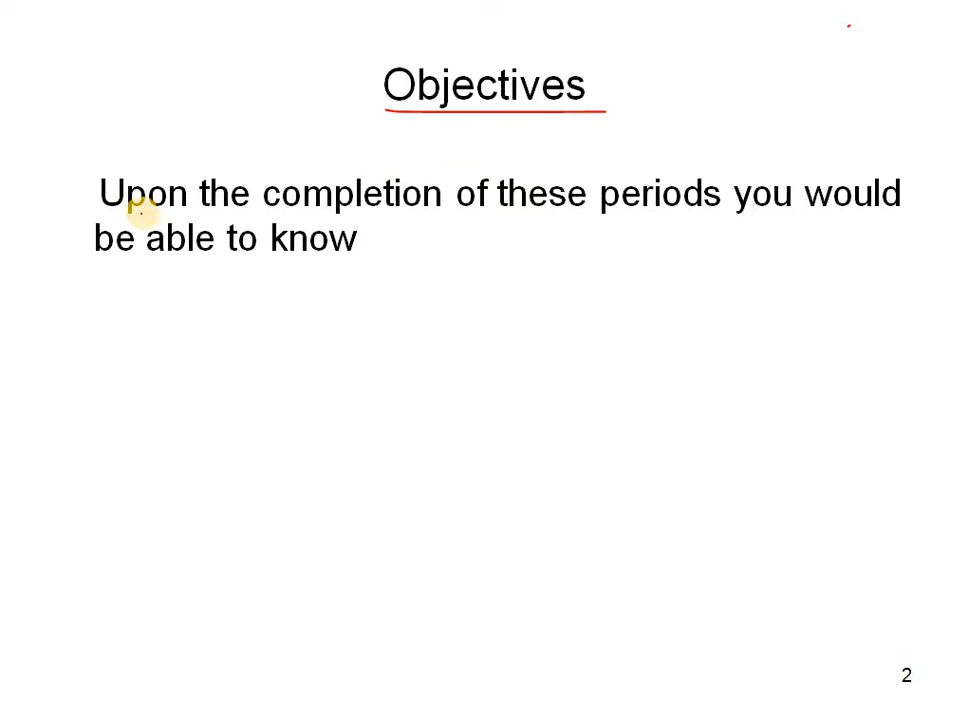 Objectives
Upon the completion of these periods you would
be able to know
2